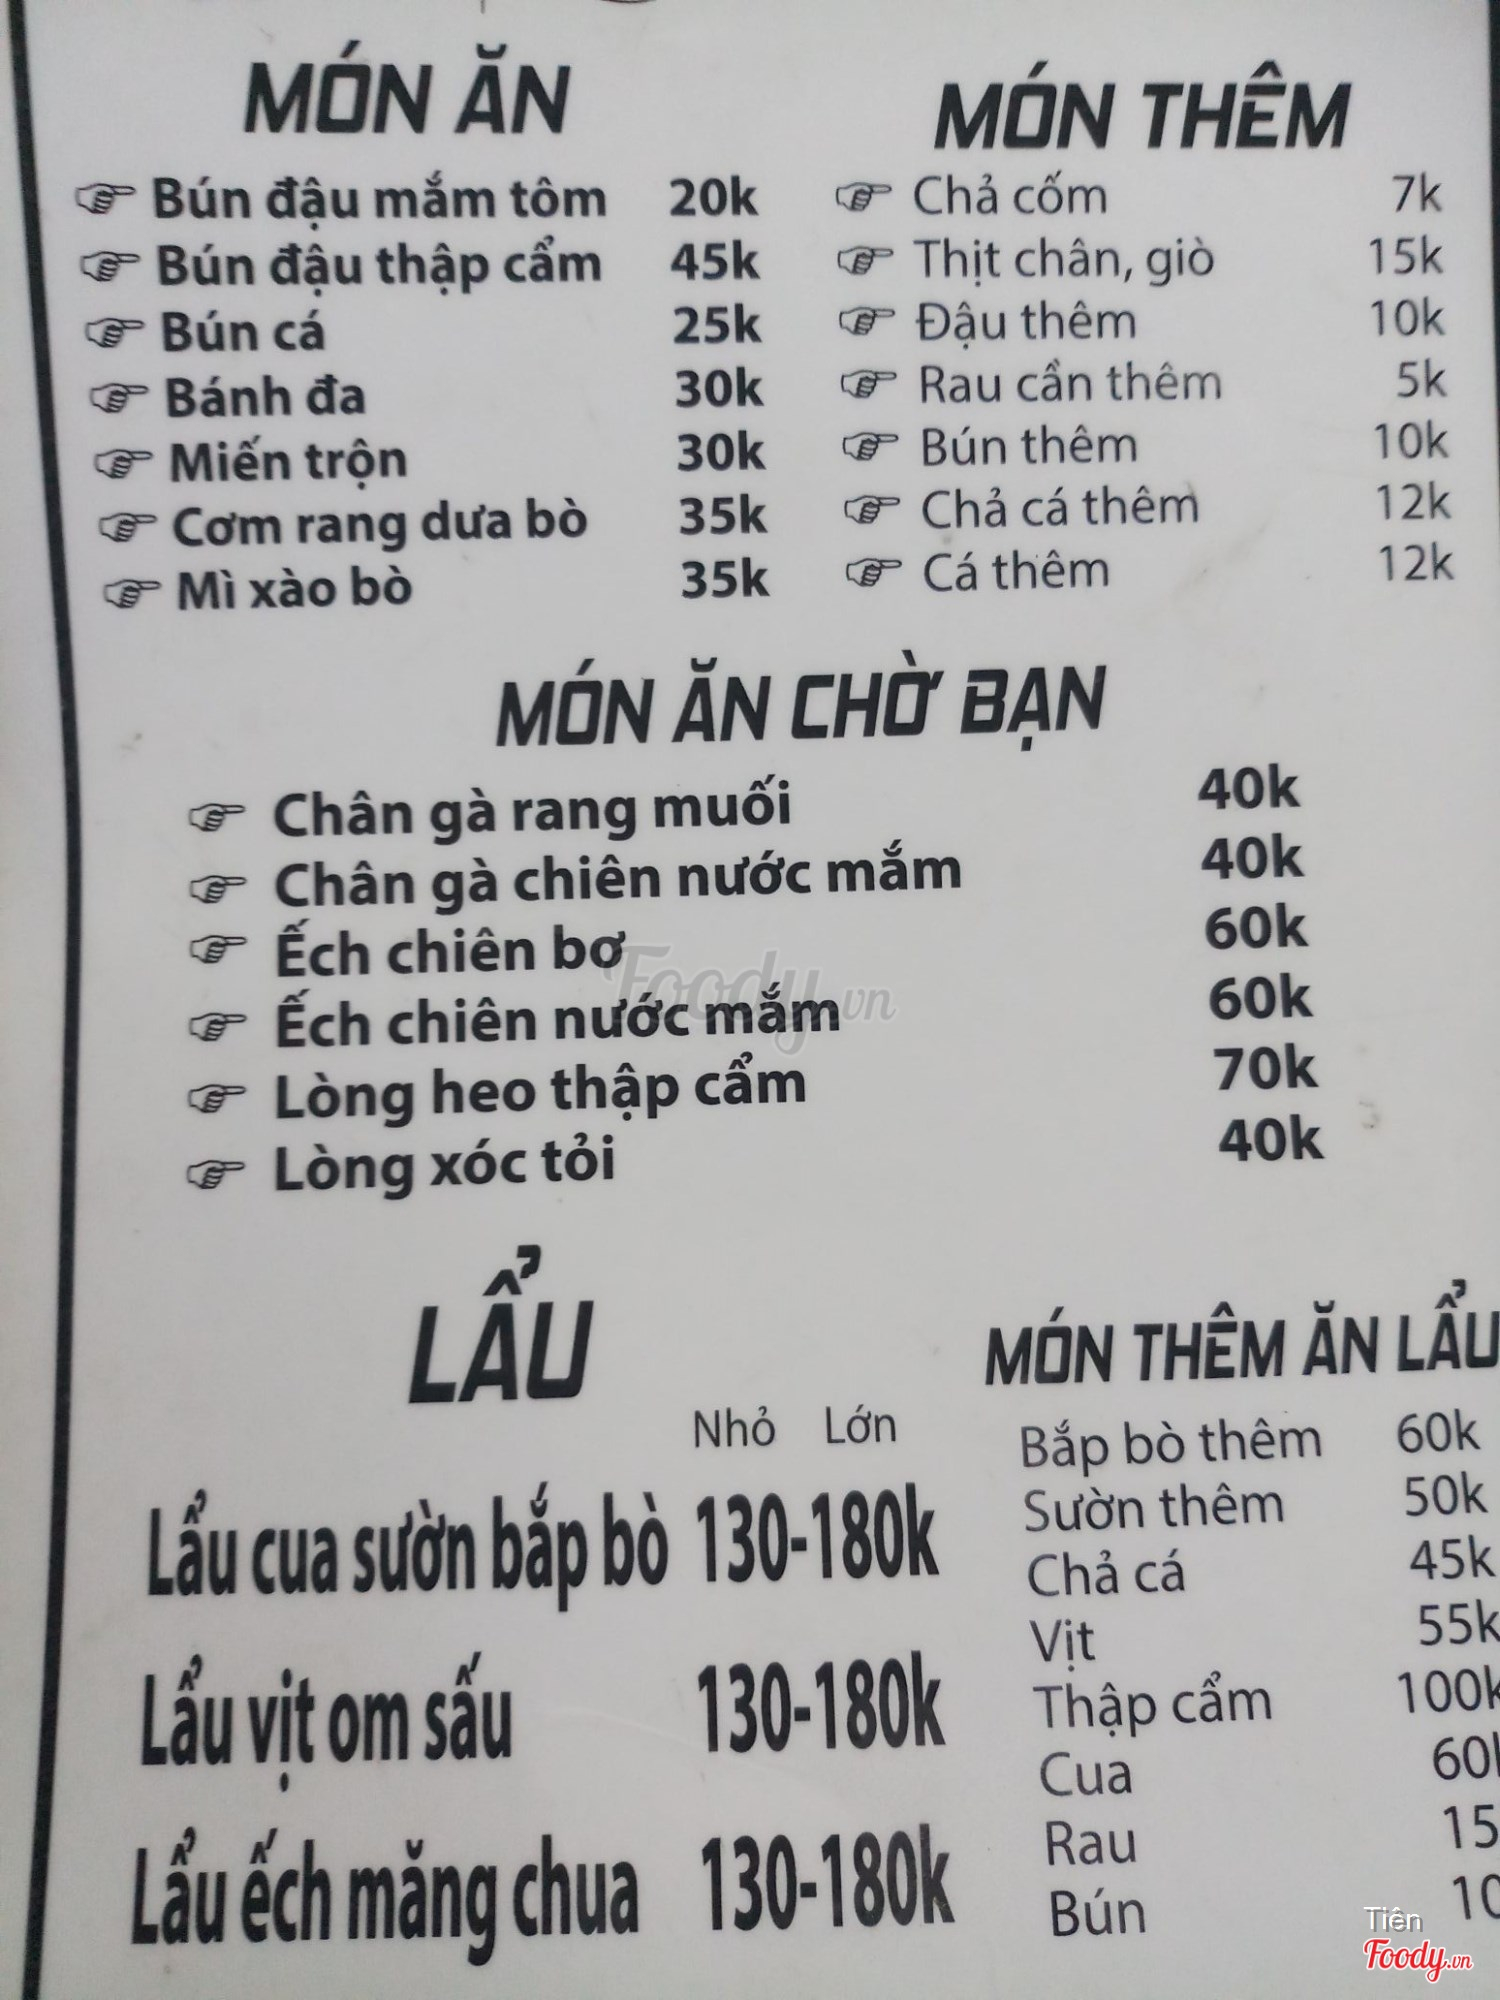 MÓN ĂN
Bún đậu mắm tôm 20k
Bún đậu thập cẩm 45k
Bún cá 25k
Bánh đa 30k
Miến trộn 30k
Cơm rang dưa bò 35k
Mì xào bò 35k
MÓN THÊM
Chả cốm 7k
Thịt chân, giò 15k
Đậu thêm 10k
Rau cần thêm 5k
Bún thêm 10k
Chả cá thêm 12k
Cá thêm 12k
MÓN ĂN CHỜ BẠN
Chân gà rang muối 40k
Chân gà chiên nước mắm 40k
Ếch chiên bơ 60k
Ếch chiên nước mắm 60k
Lòng heo thập cẩm 70k
Lòng xóc tỏi 40k
Foody.vn
LẨU
Nhỏ Lớn
Lẩu cua sườn bắp bò 130-180k
Lẩu vịt om sấu 130-180k
Lẩu ếch măng chua 130-180k
MÓN THÊM ĂN LẨU
Bắp bò thêm 60k
Sườn thêm 50k
Chả cá 45k
Vịt 55k
Thập cẩm 100k
Cua 60k
Rau 15
Bún 10
Tiên
Foody.vn